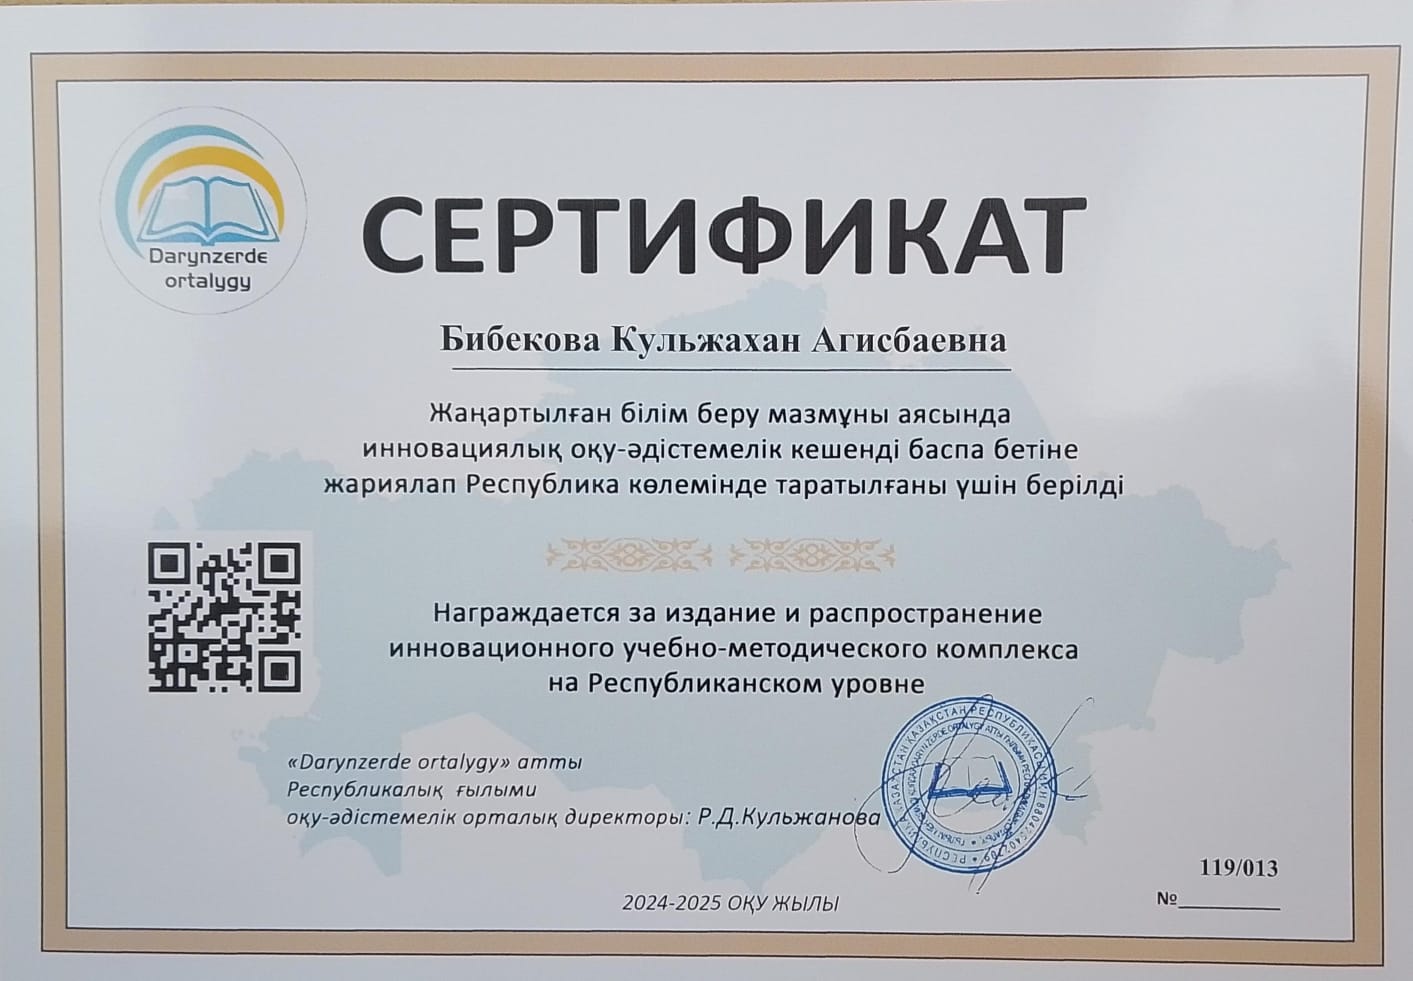 Darynzerde
ortalygy
СЕРТИФИКАТ
Бибекова Кульжахан Агисбаевна
Жаңартылған білім беру мазмұны аясында
инновациялық оқу-әдістемелік кешенді баспа бетіне
жариялап Республика көлемінде таратылғаны үшін берілді
Награждается за издание и распространение
инновационного учебно-методического комплекса
на Республиканском уровне
«Darynzerde ortalygy» атты
Республикалық ғылыми
оқу-әдістемелік орталық директоры: Р.Д.Кульжанова
ҚАЗАҚСТАН РЕСПУБЛИКАСЫ
119/013
№
2024-2025 ОҚУ ЖЫЛЫ